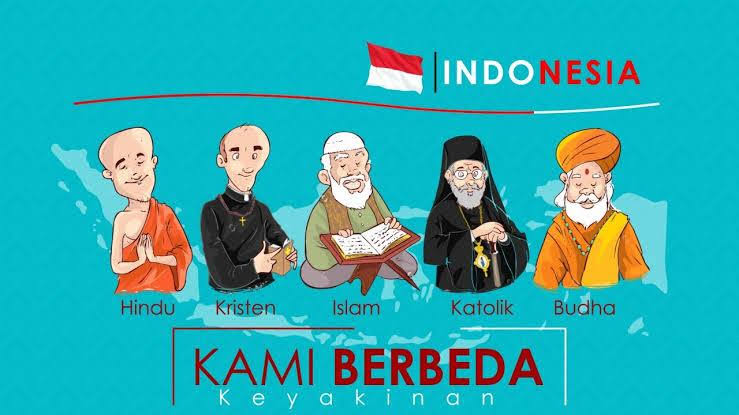 INDONESIA
Hindu Kristen Islam Katolik Budha
KAMI BERBEDA
Keyakinan